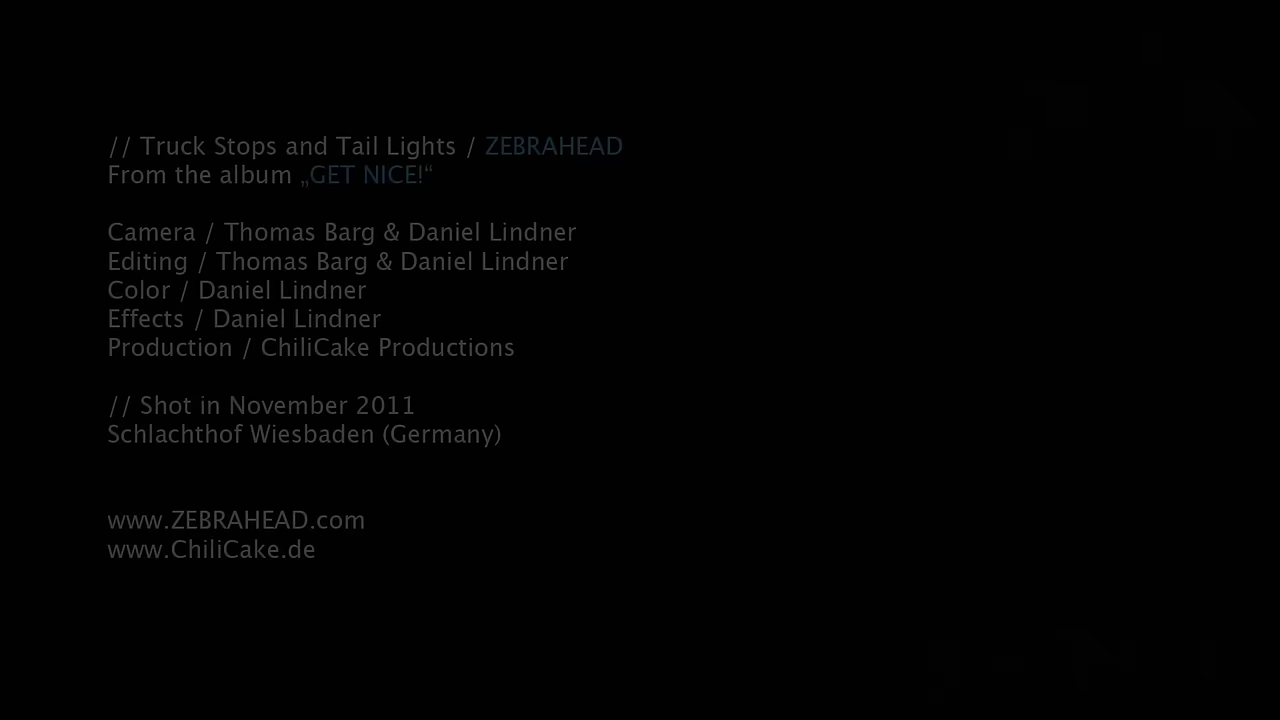 // Truck Stops and Tail Lights / ZEBRAHEAD
From the album „GET NICE!“
Camera / Thomas Barg & Daniel Lindner
Editing / Thomas Barg & Daniel Lindner
Color / Daniel Lindner
Effects / Daniel Lindner
Production / ChiliCake Productions
// Shot in November 2011
Schlachthof Wiesbaden (Germany)
www.ZEBRAHEAD.com
www.ChiliCake.de